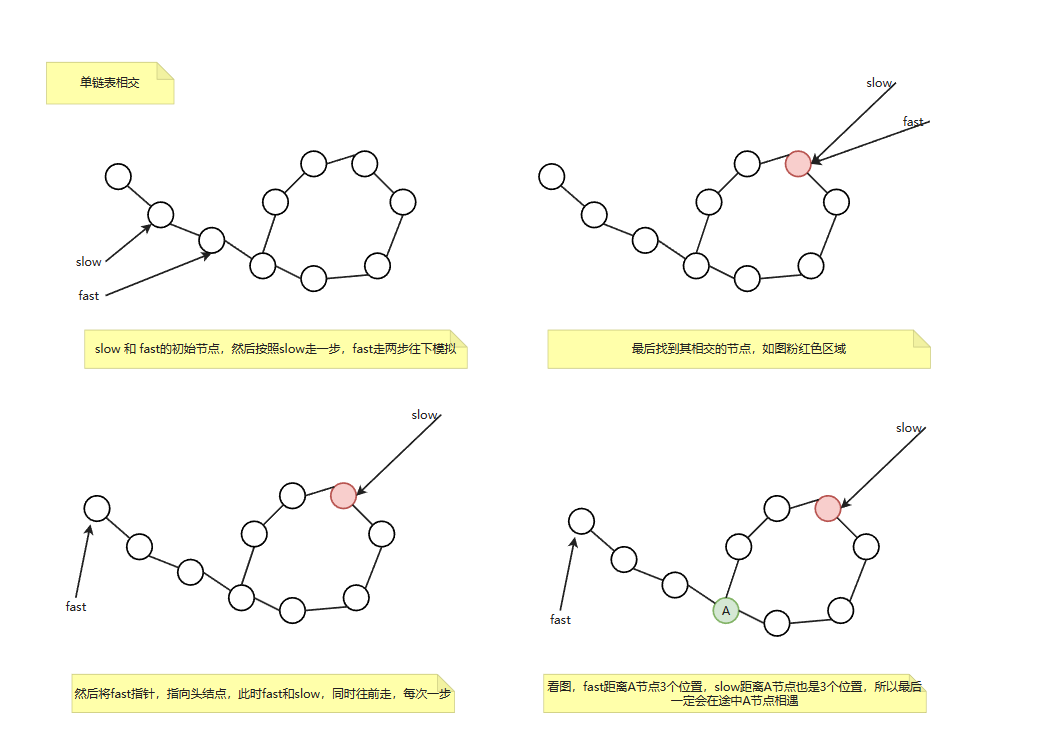 单链表相交
slow
fast
slow
fast
slow 和 fast的初始节点，然后按照slow走一步，fast走两步往下模拟
最后找到其相交的节点，如图粉红色区域
slow
fast
slow
A
fast
然后将fast指针，指向头结点，此时fast和slow，同时往前走，每次一步
看图，fast距离A节点3个位置，slow距离A节点也是3个位置，所以最后
一定会在途中A节点相遇